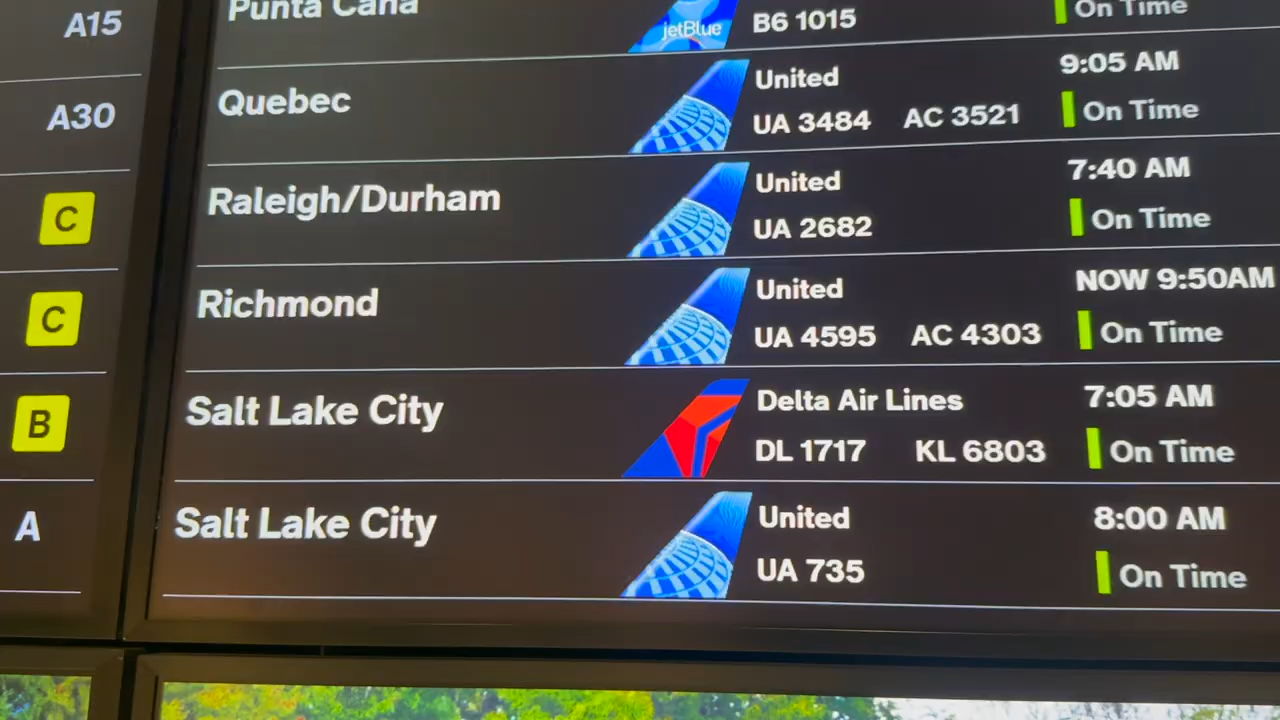 A15
A30
C
C
B
A
Punta Cana
jetBlue
B6 1015
On Time
Quebec
United
UA 3484 AC 3521
9:05 AM
On Time
Raleigh/Durham
United
UA 2682
7:40 AM
On Time
Richmond
United
UA 4595 AC 4303
NOW 9:50AM
On Time
Salt Lake City
Delta Air Lines
DL 1717 KL 6803
7:05 AM
On Time
Salt Lake City
United
UA 735
8:00 AM
On Time